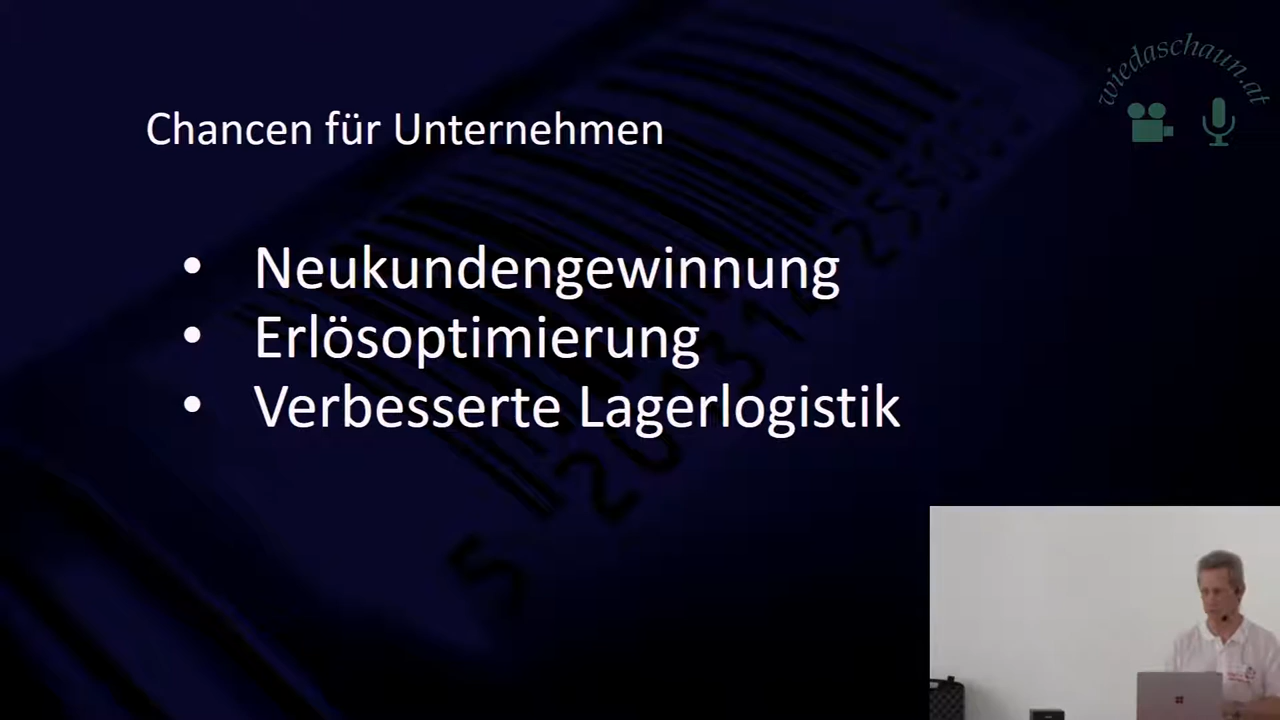 wiedaschaun.at
Chancen für Unternehmen
• Neukundengewinnung
• Erlösoptimierung
• Verbesserte Lagerlogistik